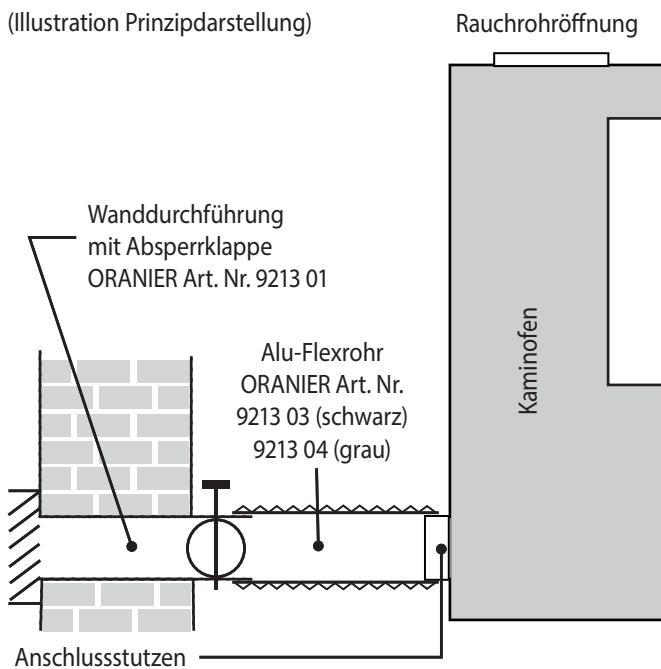 (Illustration Prinzipdarstellung)
Rauchrohröffnung
Wanddurchführung
mit Absperrklappe
ORANIER Art. Nr. 9213 01
Alu-Flexrohr
ORANIER Art. Nr.
9213 03 (schwarz)
9213 04 (grau)
Kaminofen
Anschlussstutzen